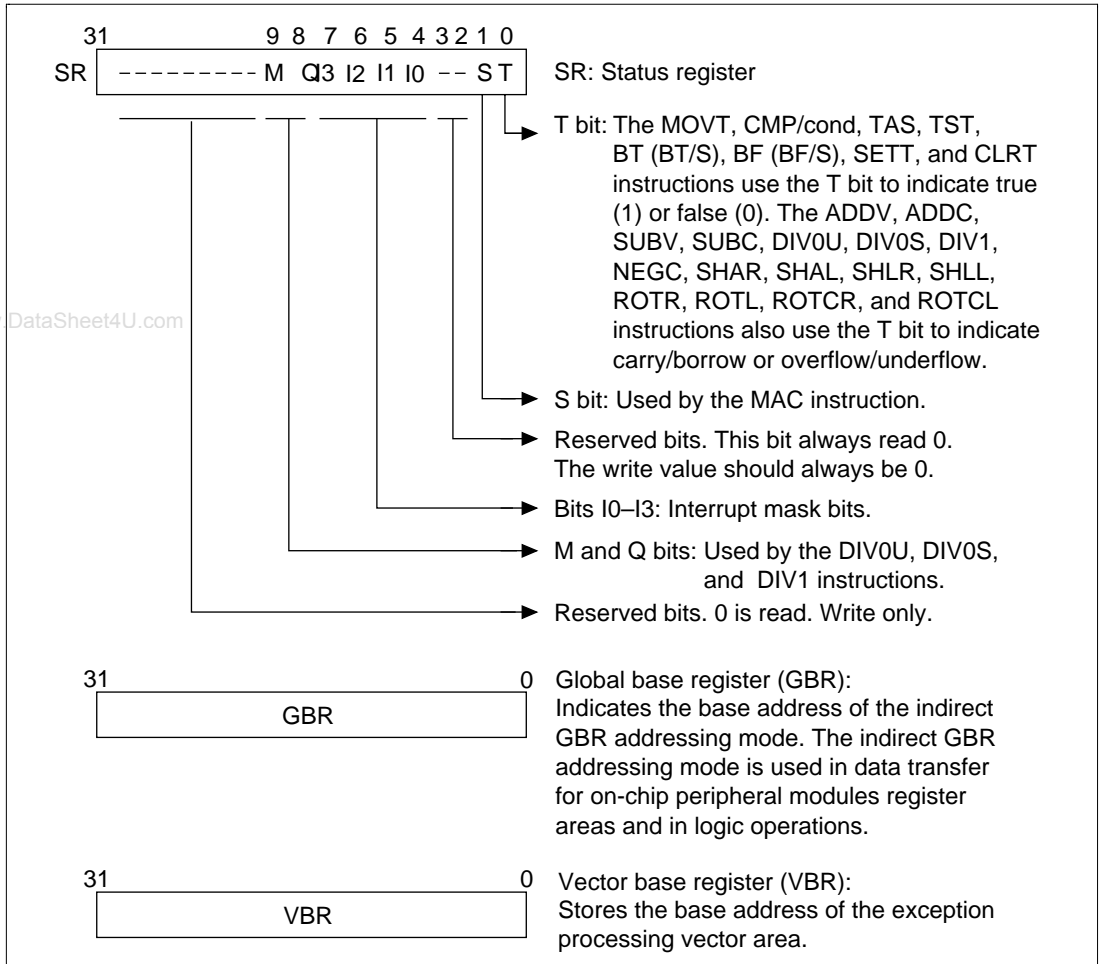 31 9 8 7 6 5 4 3 2 1 0
SR --------- M Q I3 I2 I1 I0 -- S T SR: Status register
T bit: The MOVT, CMP/cond, TAS, TST,
BT (BT/S), BF (BF/S), SETT, and CLRT
instructions use the T bit to indicate true
(1) or false (0). The ADDV, ADDC,
SUBV, SUBC, DIV0U, DIV0S, DIV1,
NEGC, SHAR, SHAL, SHLR, SHLL,
ROTR, ROTL, ROTCR, and ROTCL
instructions also use the T bit to indicate
carry/borrow or overflow/underflow.
.DataSheet4U.com
S bit: Used by the MAC instruction.
Reserved bits. This bit always read 0.
The write value should always be 0.
Bits I0–I3: Interrupt mask bits.
M and Q bits: Used by the DIV0U, DIV0S,
and DIV1 instructions.
Reserved bits. 0 is read. Write only.
31 0
GBR
Global base register (GBR):
Indicates the base address of the indirect
GBR addressing mode. The indirect GBR
addressing mode is used in data transfer
for on-chip peripheral modules register
areas and in logic operations.
31 0
VBR
Vector base register (VBR):
Stores the base address of the exception
processing vector area.